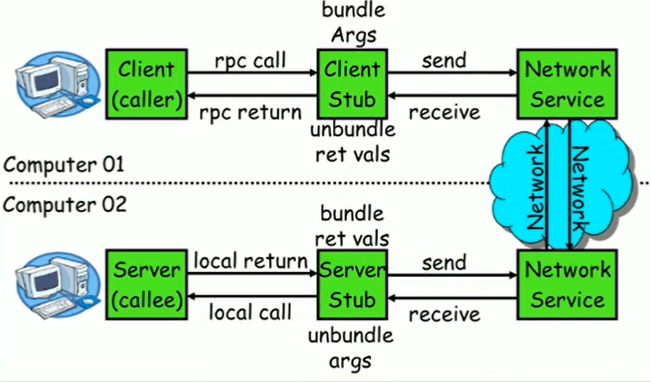 bundle
Args
Client
(caller)
rpc call
rpc return
Client
Stub
send
receive
Network
Service
unbundle
ret vals
Computer 01
Network
Network
Computer 02
bundle
ret vals
Server
(callee)
local return
local call
Server
Stub
send
receive
Network
Service
unbundle
args